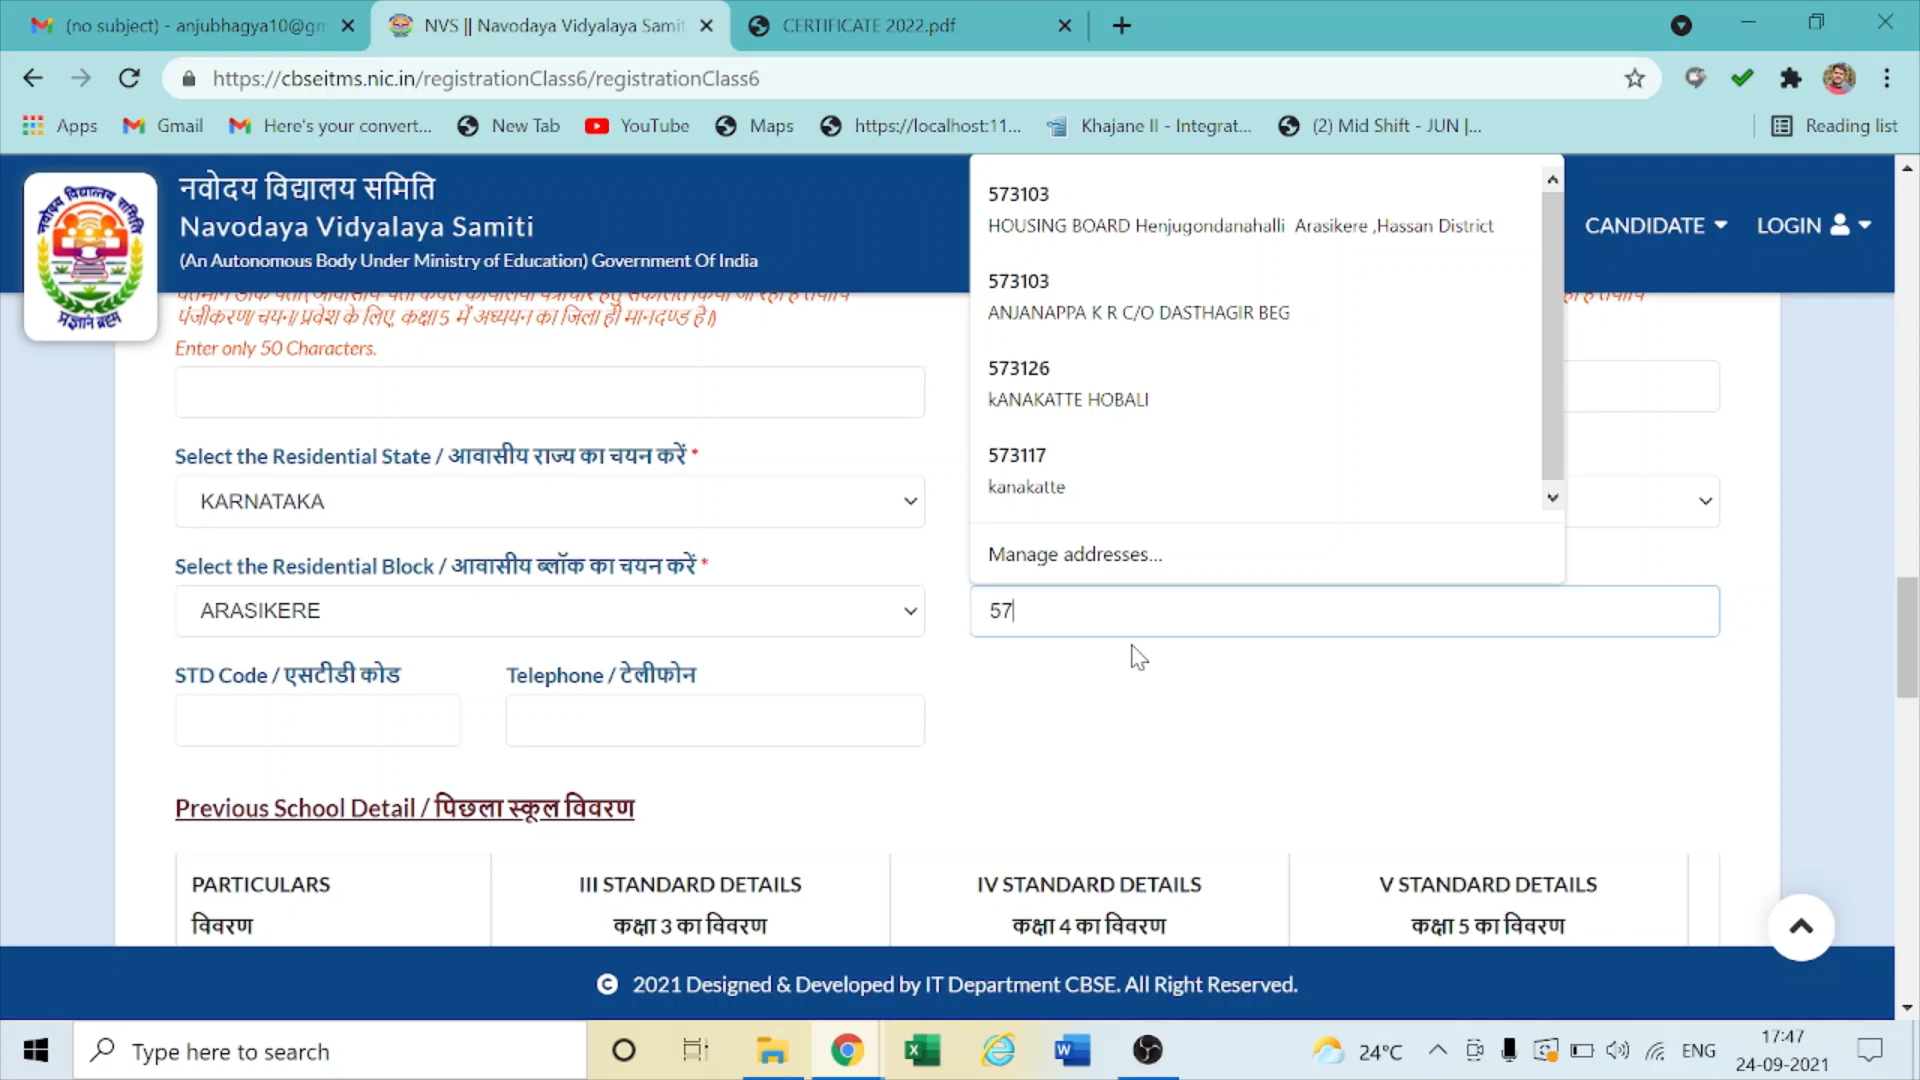 (no subject) - anjubhagya10@gm
NVS || Navodaya Vidyalaya Samit
CERTIFICATE 2022.pdf
https://cbseitms.nic.in/registrationClass6/registrationClass6
Apps
Gmail
Here's your convert...
New Tab
YouTube
Maps
https://localhost:11...
Khajane II - Integrat...
(2) Mid Shift - JUN |...
Reading list
नवोदय विद्यालय समिति
Navodaya Vidyalaya Samiti
(An Autonomous Body Under Ministry of Education) Government Of India
CANDIDATE
LOGIN
प्रज्ञानं ब्रह्म
573103
HOUSING BOARD Henjugondanahalli Arasikere ,Hassan District
573103
ANJANAPPA K R C/O DASTHAGIR BEG
573126
kANAKATTE HOBALI
573117
kanakatte
Manage addresses...
पंजीकरण/ चयन/ प्रवेश के लिए, कक्षा 5 में अध्ययन का जिला ही मानदण्ड है।)
Enter only 50 Characters.
Select the Residential State / आवासीय राज्य का चयन करें *
KARNATAKA
Select the Residential Block / आवासीय ब्लॉक का चयन करें *
ARASIKERE
57
STD Code / एसटीडी कोड
Telephone / टेलीफोन
Previous School Detail / पिछला स्कूल विवरण
PARTICULARS
विवरण
III STANDARD DETAILS
कक्षा 3 का विवरण
IV STANDARD DETAILS
कक्षा 4 का विवरण
V STANDARD DETAILS
कक्षा 5 का विवरण
2021 Designed & Developed by IT Department CBSE. All Right Reserved.
Type here to search
24°C
ENG
17:47
24-09-2021